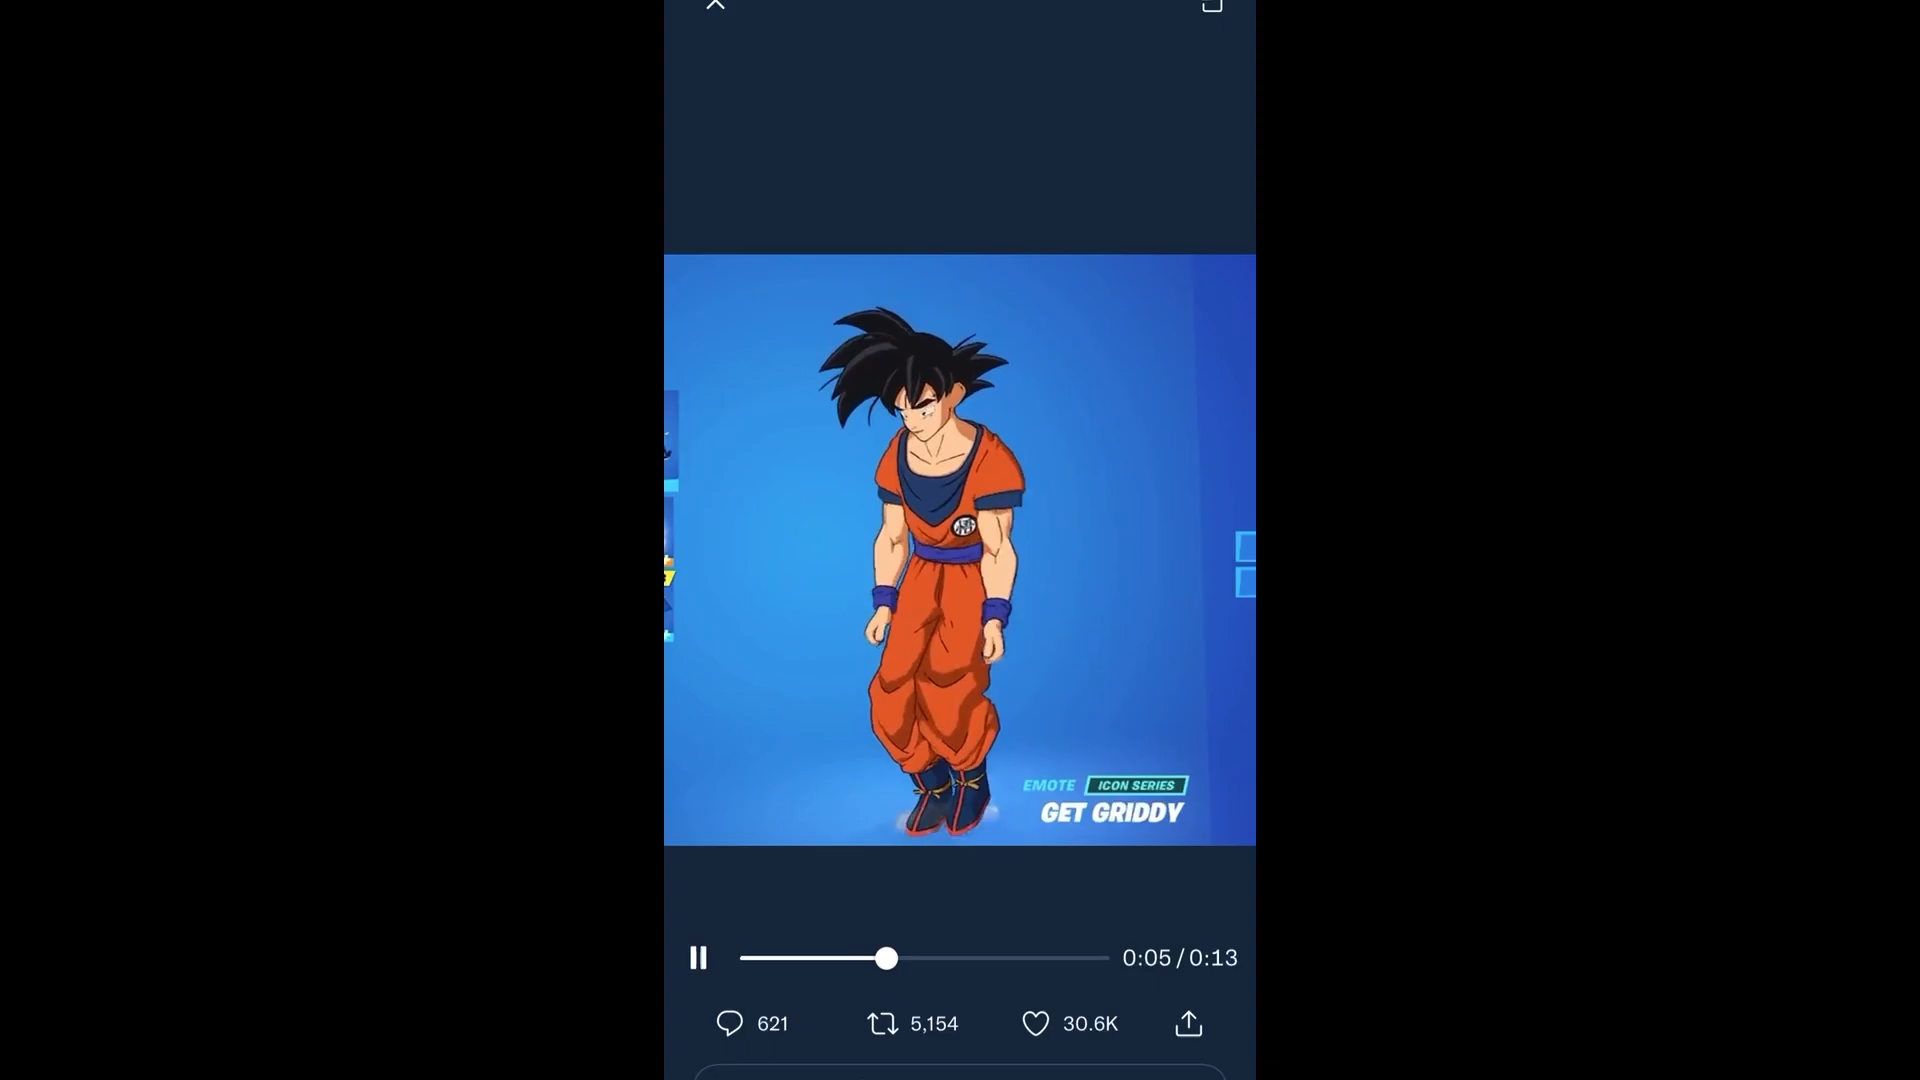 EMOTE ICON SERIES
GET GRIDDY
0:05 / 0:13
621 5,154 30.6K